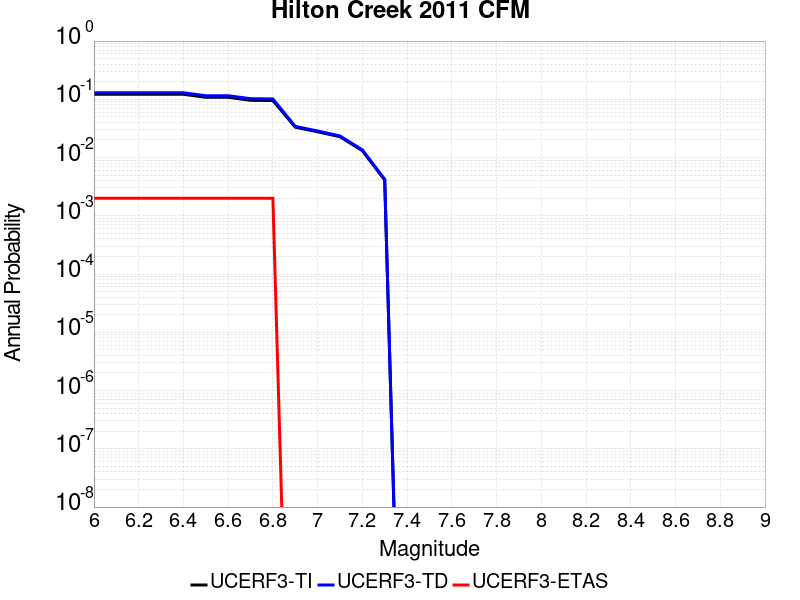 Hilton Creek 2011 CFM
10^0
10^-1
10^-2
10^-3
10^-4
10^-5
10^-6
10^-7
10^-8
Annual Probability
6 6.2 6.4 6.6 6.8 7 7.2 7.4 7.6 7.8 8 8.2 8.4 8.6 8.8 9
Magnitude
UCERF3-TI UCERF3-TD UCERF3-ETAS